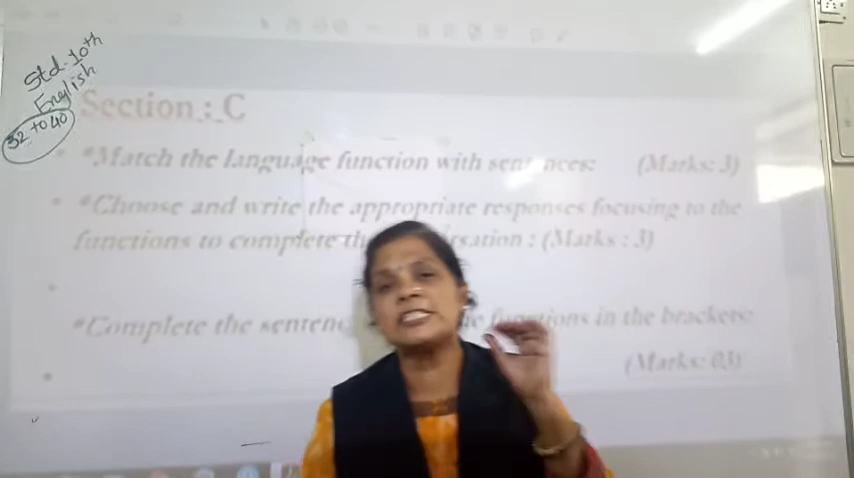 Std-10th
English
32 to 40
Section : C
*Match the language function with sentences: (Marks: 3)
*Choose and write the appropriate responses focusing to the
functions to complete the conversation : (Marks : 3)
*Complete the sentenc functions in the brackets:
(Marks: 03)